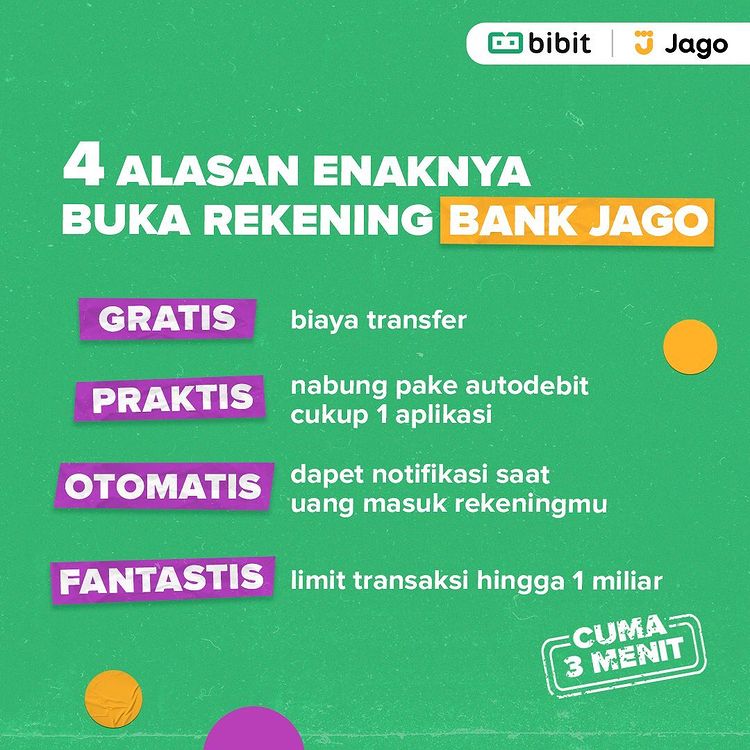 bibit | Jago
4 ALASAN ENAKNYA
BUKA REKENING BANK JAGO
GRATIS biaya transfer
PRAKTIS nabung pake autodebit
cukup 1 aplikasi
OTOMATIS dapet notifikasi saat
uang masuk rekeningmu
FANTASTIS limit transaksi hingga 1 miliar
CUMA
3 MENIT